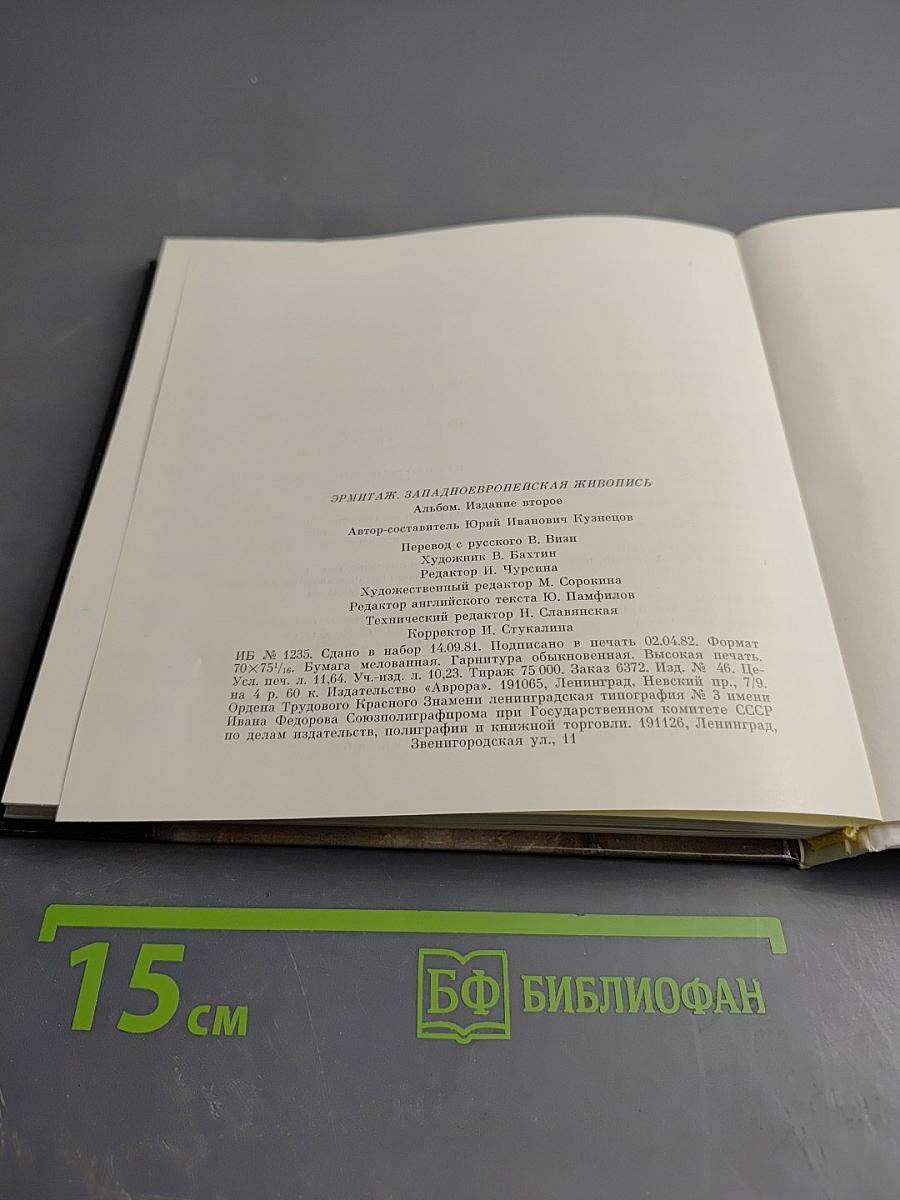 ЭРМИТАЖ. ЗАПАДНОЕВРОПЕЙСКАЯ ЖИВОПИСЬ
Альбом. Издание второе
Автор-составитель Юрий Иванович Кузнецов
Перевод с русского В. Визи
Художник В. Бахтин
Редактор И. Чурсина
Художественный редактор М. Сорокина
Редактор английского текста Ю. Памфилов
Технический редактор Н. Славянская
Корректор И. Стукалина
ИБ № 1235. Сдано в набор 14.09.81. Подписано в печать 02.04.82. Формат
70×75¹/₁₆. Бумага мелованная. Гарнитура обыкновенная. Высокая печать.
Усл. печ. л. 11,64. Уч.-изд. л. 10,23. Тираж 75 000. Заказ 6372. Изд. № 46. Це-
на 4 р. 60 к. Издательство «Аврора». 191065, Ленинград, Невский пр., 7/9.
Ордена Трудового Красного Знамени ленинградская типография № 3 имени
Ивана Федорова Союзполиграфпрома при Государственном комитете СССР
по делам издательств, полиграфии и книжной торговли. 191126, Ленинград,
Звенигородская ул., 11
15 см
БФ БИБЛИОФАН